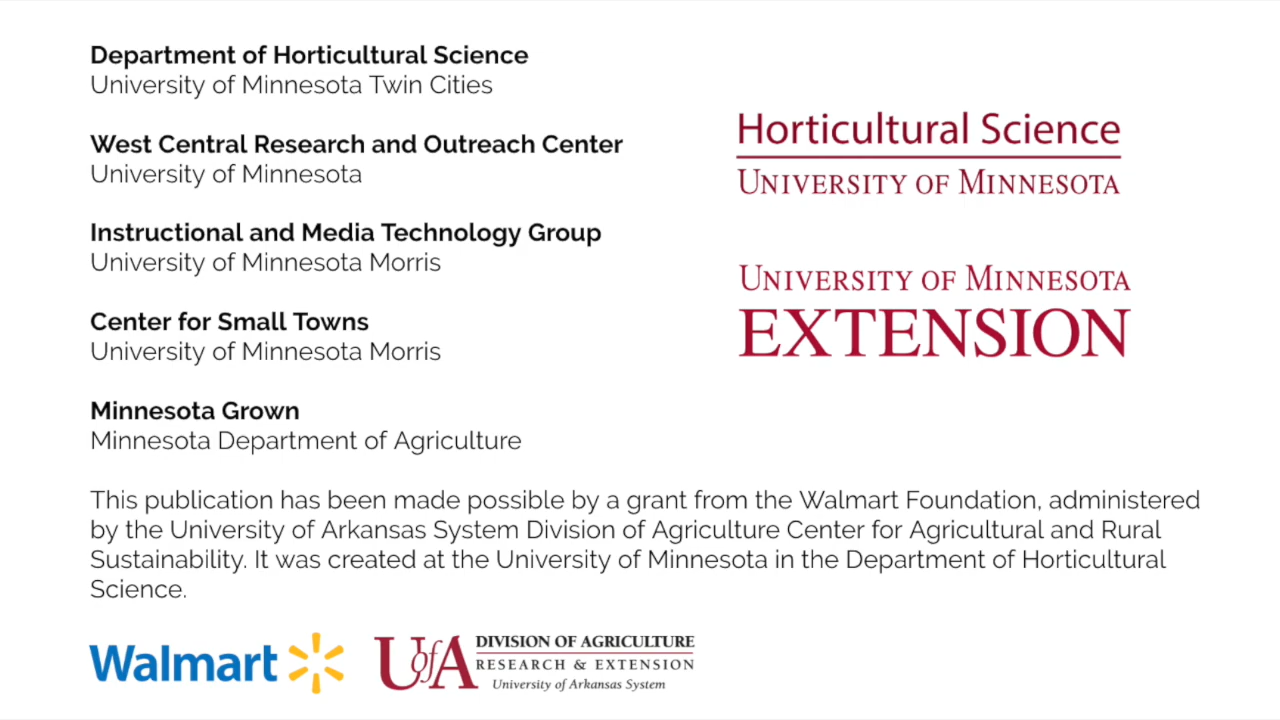 Department of Horticultural Science
University of Minnesota Twin Cities
West Central Research and Outreach Center
University of Minnesota
Instructional and Media Technology Group
University of Minnesota Morris
Center for Small Towns
University of Minnesota Morris
Minnesota Grown
Minnesota Department of Agriculture
Horticultural Science
UNIVERSITY OF MINNESOTA
UNIVERSITY OF MINNESOTA
EXTENSION
This publication has been made possible by a grant from the Walmart Foundation, administered
by the University of Arkansas System Division of Agriculture Center for Agricultural and Rural
Sustainability. It was created at the University of Minnesota in the Department of Horticultural
Science.
Walmart
UofA
DIVISION OF AGRICULTURE
RESEARCH & EXTENSION
University of Arkansas System